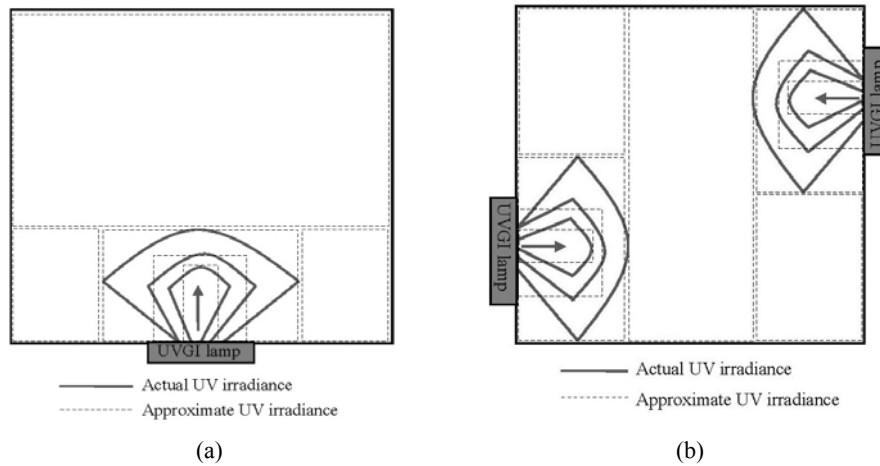 UVGI lamp
Actual UV irradiance
Approximate UV irradiance
(a)
UVGI lamp
UVGI lamp
Actual UV irradiance
Approximate UV irradiance
(b)